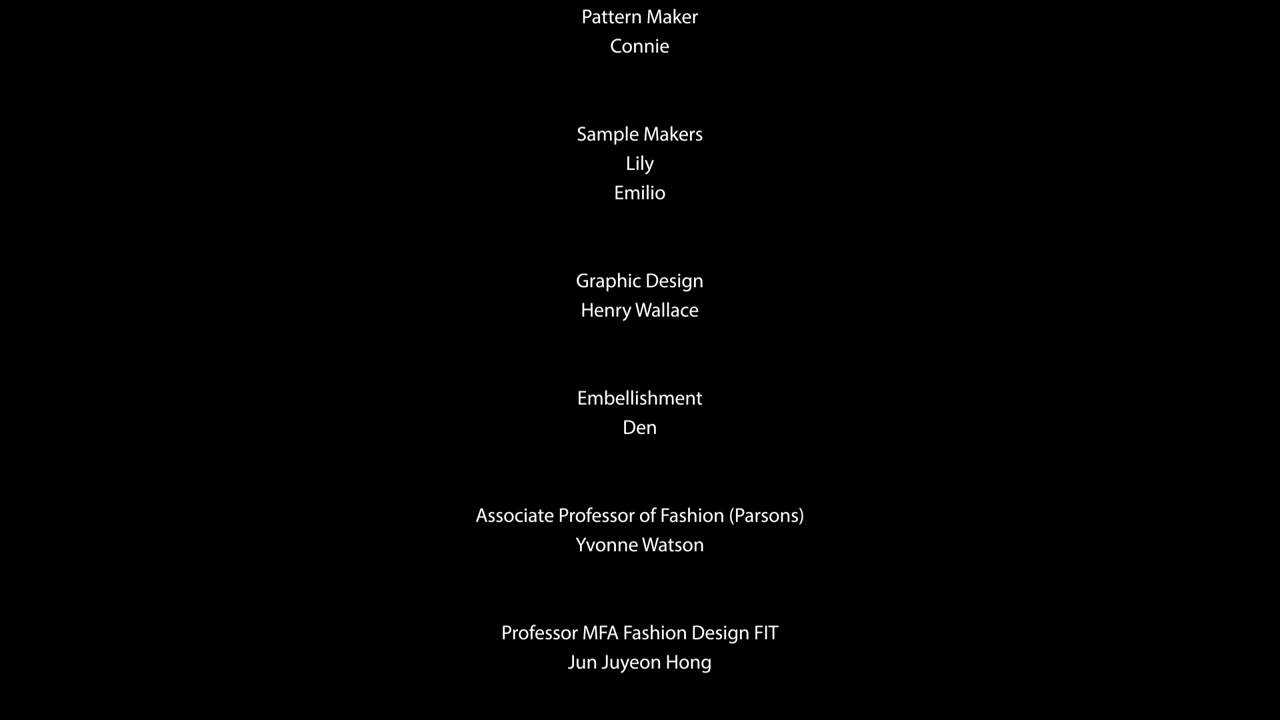 Pattern Maker
Connie
Sample Makers
Lily
Emilio
Graphic Design
Henry Wallace
Embellishment
Den
Associate Professor of Fashion (Parsons)
Yvonne Watson
Professor MFA Fashion Design FIT
Jun Juyeon Hong